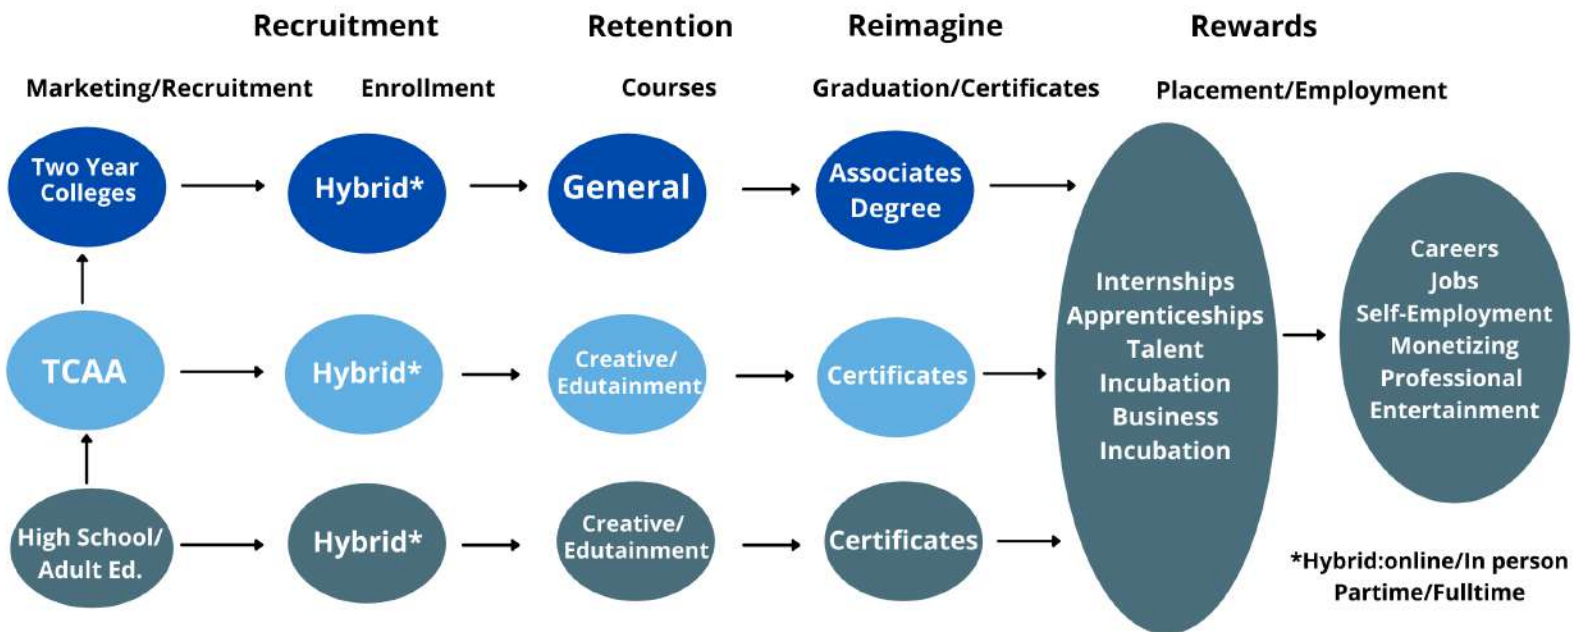 Recruitment
Retention
Reimagine
Rewards
Marketing/Recruitment
Enrollment
Courses
Graduation/Certificates
Placement/Employment
Two Year
Colleges
Hybrid*
General
Associates
Degree
TCAA
Hybrid*
Creative/
Edutainment
Certificates
High School/
Adult Ed.
Hybrid*
Creative/
Edutainment
Certificates
Internships
Apprenticeships
Talent
Incubation
Business
Incubation
Careers
Jobs
Self-Employment
Monetizing
Professional
Entertainment
*Hybrid:online/In person
Partime/Fulltime